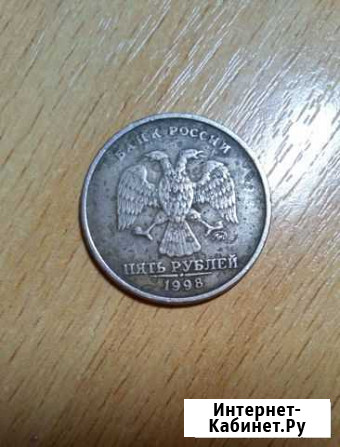 БАНК РОССИИ
ПЯТЬ РУБЛЕЙ
1998
Интернет-
Кабинет.Ру